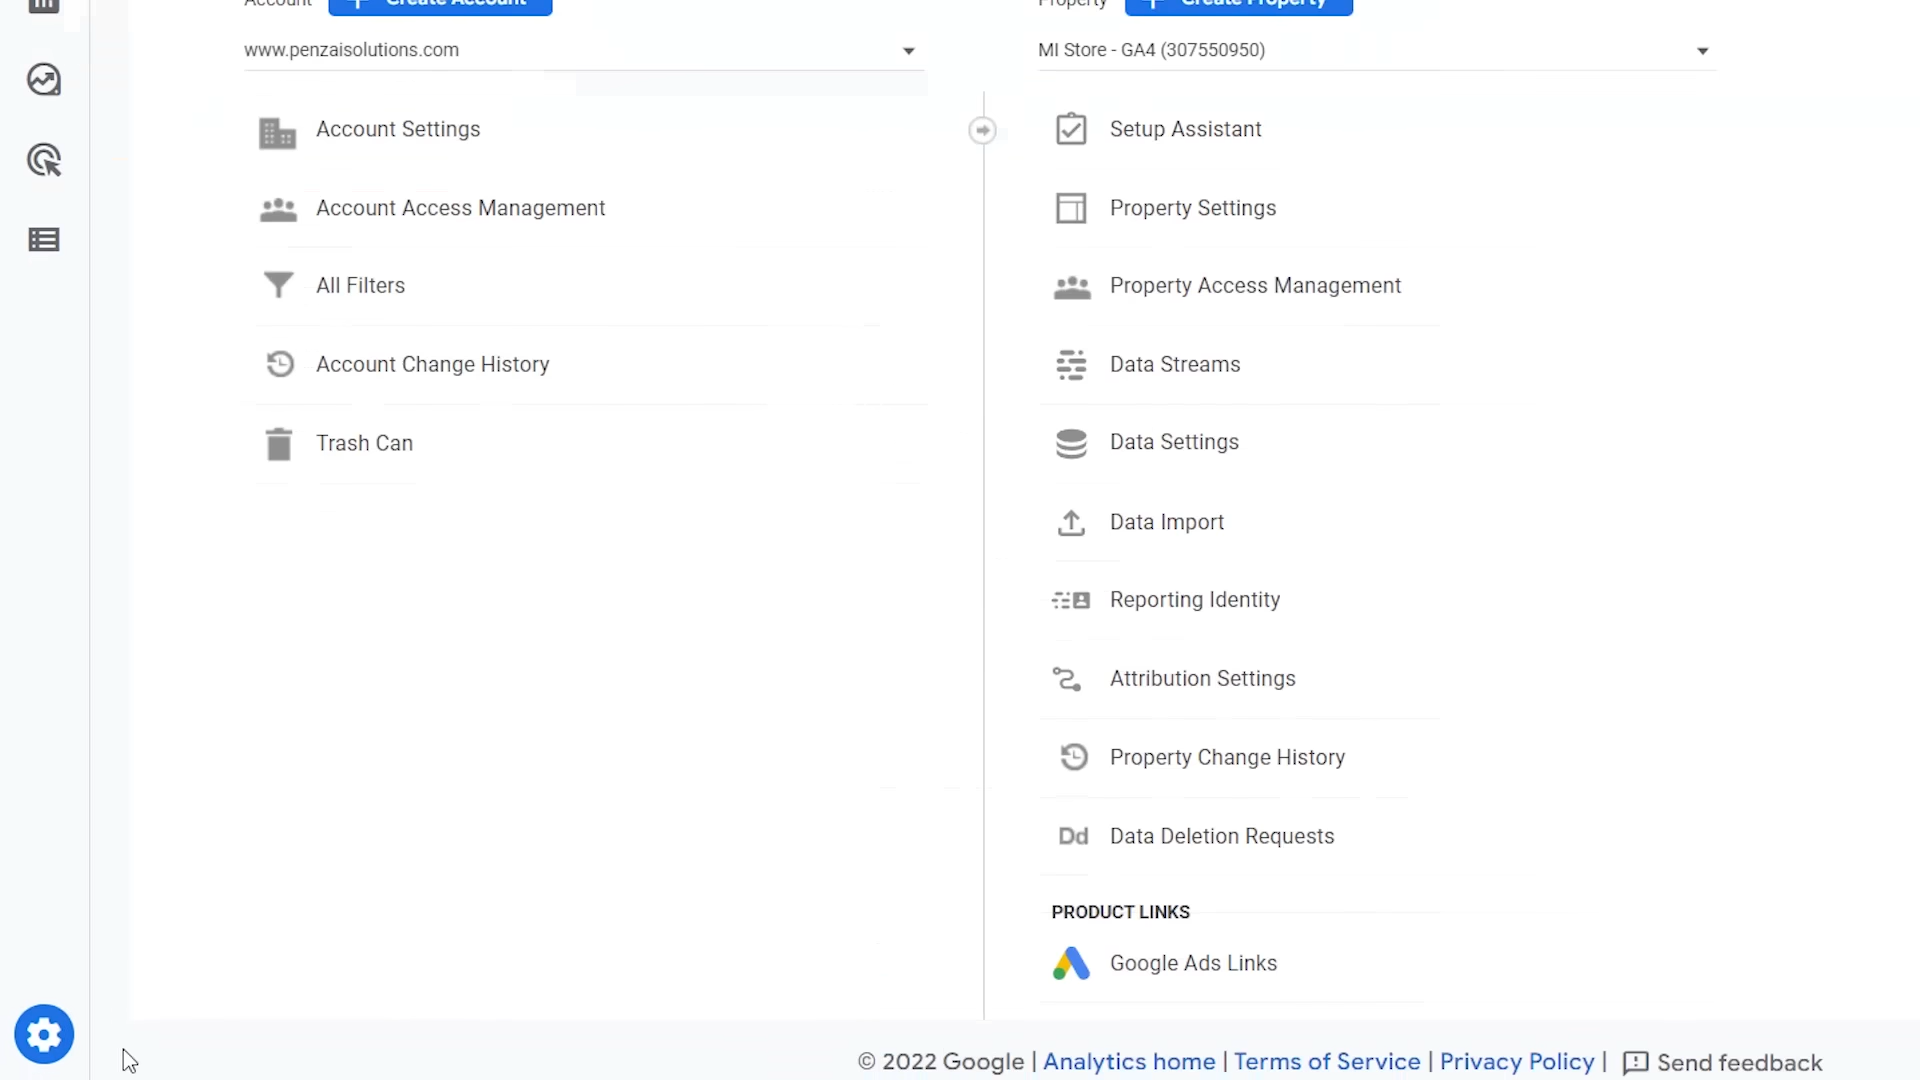 Account
Create Account
Property
Create Property
www.penzaisolutions.com
MI Store - GA4 (307550950)
Account Settings
Account Access Management
All Filters
Account Change History
Trash Can
Setup Assistant
Property Settings
Property Access Management
Data Streams
Data Settings
Data Import
Reporting Identity
Attribution Settings
Property Change History
Dd Data Deletion Requests
PRODUCT LINKS
Google Ads Links
© 2022 Google | Analytics home | Terms of Service | Privacy Policy | Send feedback